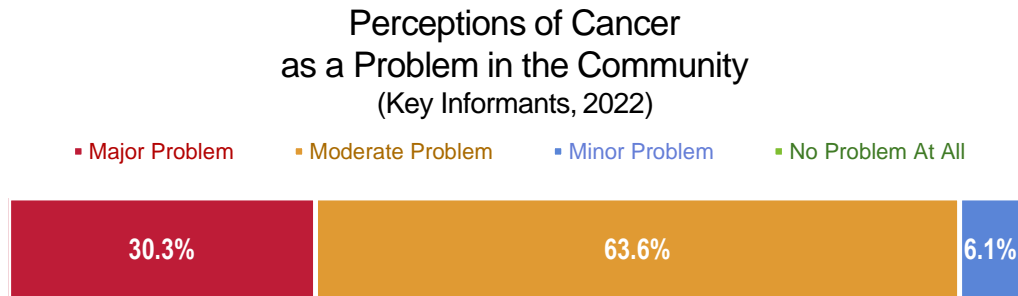 Perceptions of Cancer
as a Problem in the Community
(Key Informants, 2022)
Major Problem Moderate Problem Minor Problem No Problem At All
30.3% 63.6% 6.1%